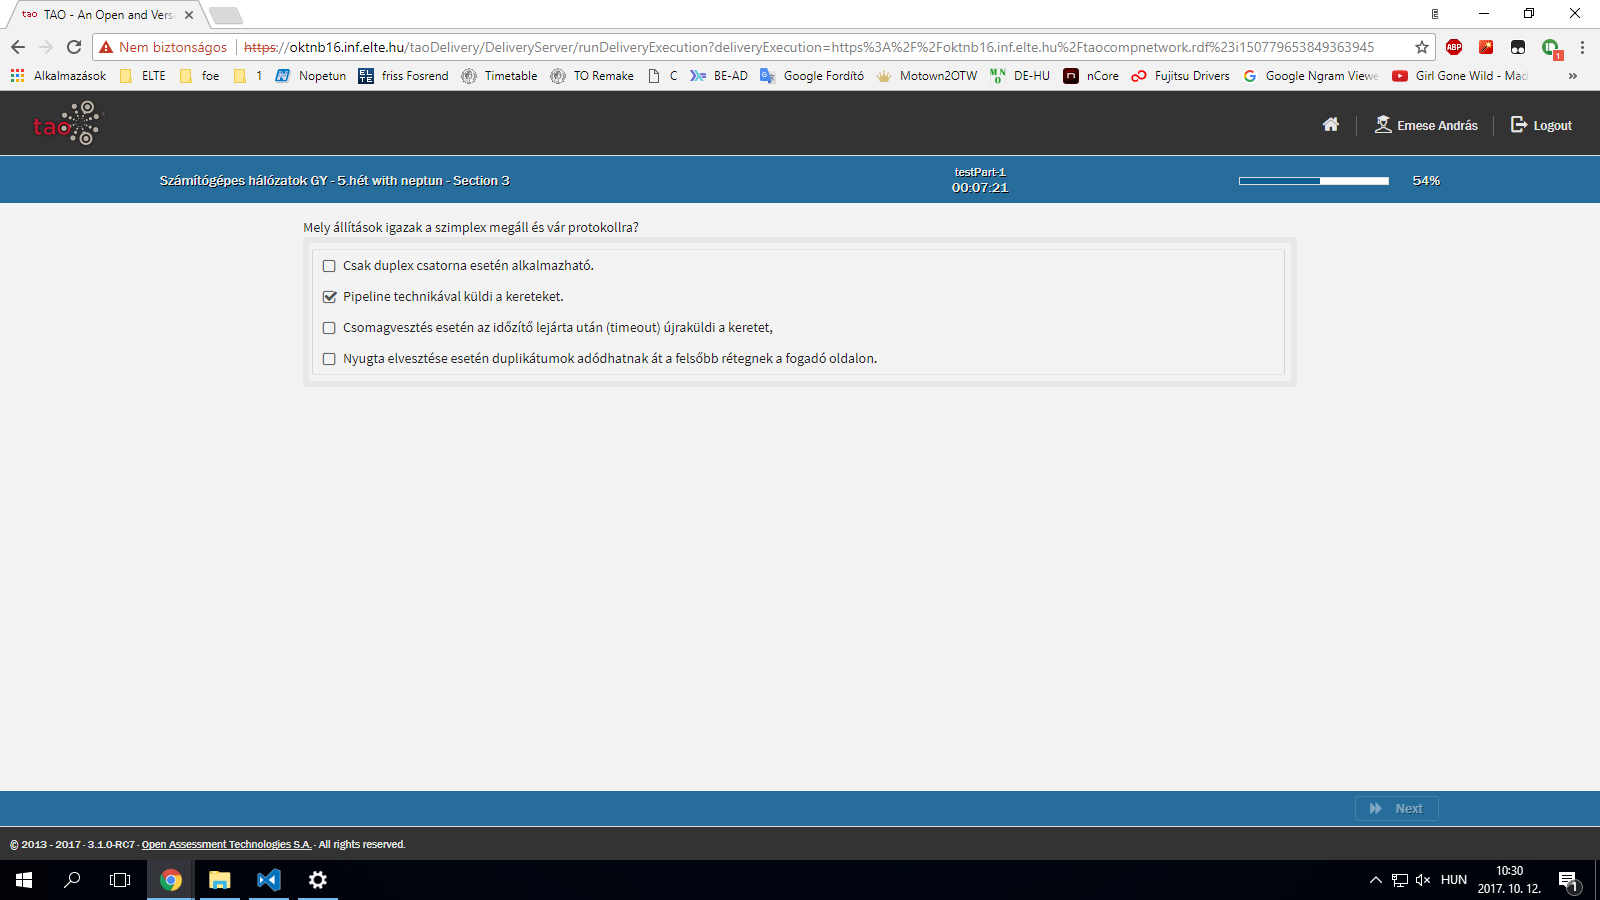 tao TAO - An Open and Vers
Nem biztonságos https://oktnb16.inf.elte.hu/taoDelivery/DeliveryServer/runDeliveryExecution?deliveryExecution=https%3A%2F%2Foktnb16.inf.elte.hu%2Ftaocompnetwork.rdf%23i150779653849363945
ABP
1
Alkalmazások ELTE foe 1 Nopetun friss Fosrend Timetable TO Remake C BE-AD Google Fordító Motown2OTW DE-HU nCore Fujitsu Drivers Google Ngram Viewe Girl Gone Wild - Mad »
tao
Emese András
Logout
Számítógépes hálózatok GY - 5.hét with neptun - Section 3
testPart-1
00:07:21
54%
Mely állítások igazak a szimplex megáll és vár protokollra?
Csak duplex csatorna esetén alkalmazható.
Pipeline technikával küldi a kereteket.
Csomagvesztés esetén az időzítő lejárta után (timeout) újraküldi a keretet,
Nyugta elvesztése esetén duplikátumok adódhatnak át a felsőbb rétegnek a fogadó oldalon.
Next
© 2013 - 2017 · 3.1.0-RC7 · Open Assessment Technologies S.A. · All rights reserved.
HUN
10:30
2017. 10. 12.
1